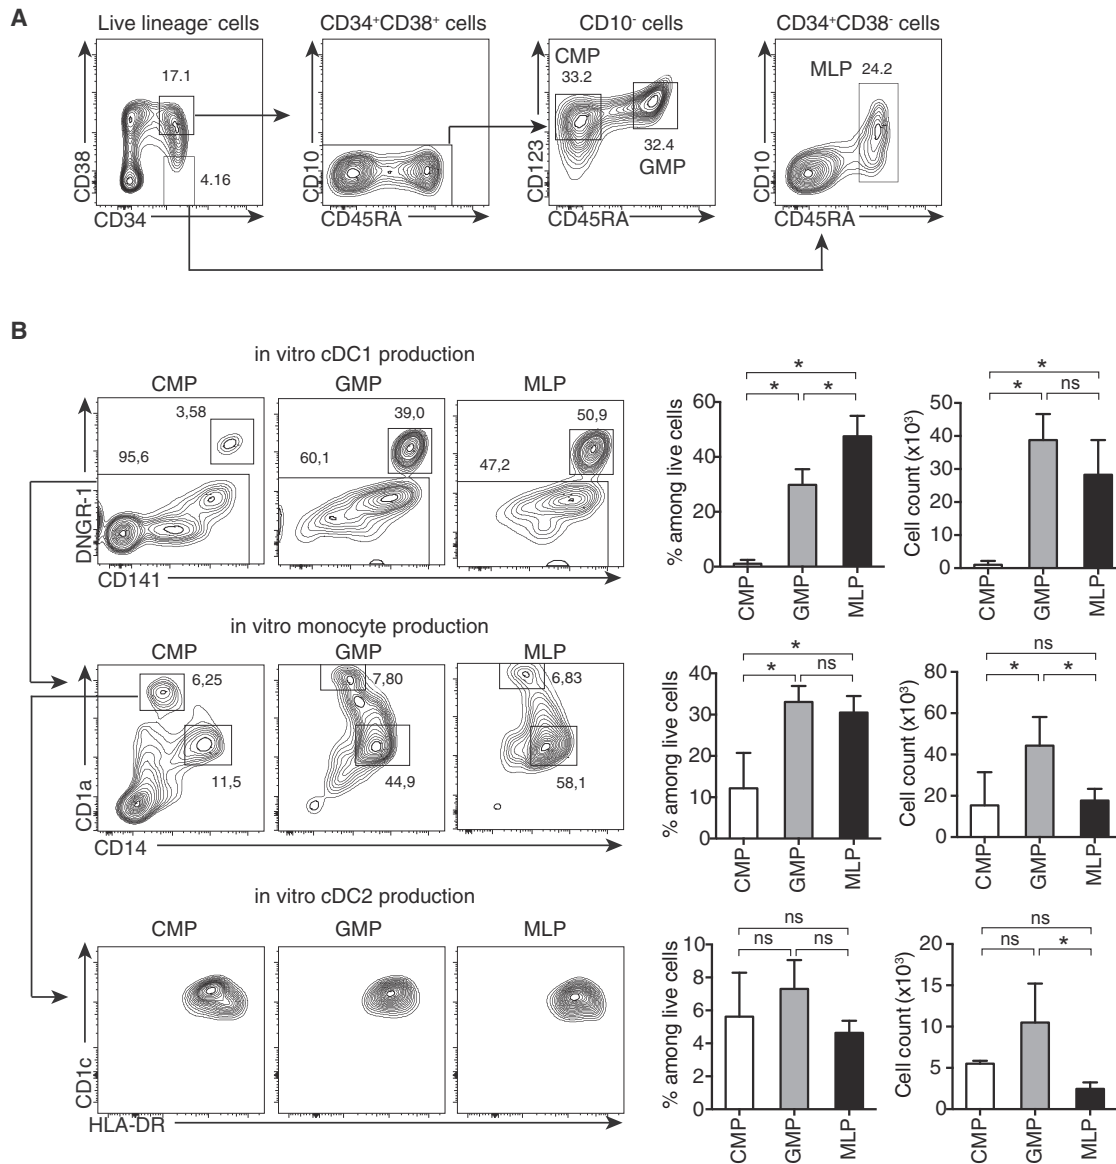 A
Live lineage⁻ cells
CD34⁺CD38⁺ cells
CD10⁻ cells
CD34⁺CD38⁻ cells
17.1
4.16
CD38
CD34
CD10
CD45RA
CMP
33.2
32.4
GMP
CD123
CD45RA
MLP
24.2
CD10
CD45RA
B
in vitro cDC1 production
CMP
GMP
MLP
3,58
95,6
39,0
60,1
50,9
47,2
DNGR-1
CD141
% among live cells
60
40
20
0
*
* *
CMP
GMP
MLP
Cell count (x10³)
50
40
30
20
10
0
*
* ns
CMP
GMP
MLP
in vitro monocyte production
CMP
GMP
MLP
6,25
11,5
7,80
44,9
6,83
58,1
CD1a
CD14
% among live cells
40
30
20
10
0
*
* ns
CMP
GMP
MLP
Cell count (x10³)
80
60
40
20
0
ns
* *
CMP
GMP
MLP
in vitro cDC2 production
CMP
GMP
MLP
CD1c
HLA-DR
% among live cells
10
8
6
4
2
0
ns
ns ns
CMP
GMP
MLP
Cell count (x10³)
20
15
10
5
0
ns
ns *
CMP
GMP
MLP